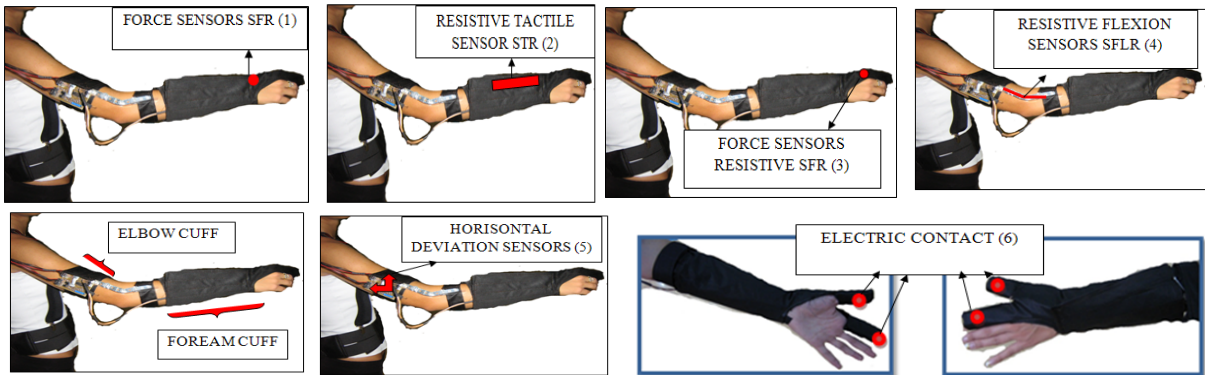 FORCE SENSORS SFR (1)
RESISTIVE TACTILE
SENSOR STR (2)
FORCE SENSORS
RESISTIVE SFR (3)
RESISTIVE FLEXION
SENSORS SFLR (4)
ELBOW CUFF
FOREAM CUFF
HORISONTAL
DEVIATION SENSORS (5)
ELECTRIC CONTACT (6)